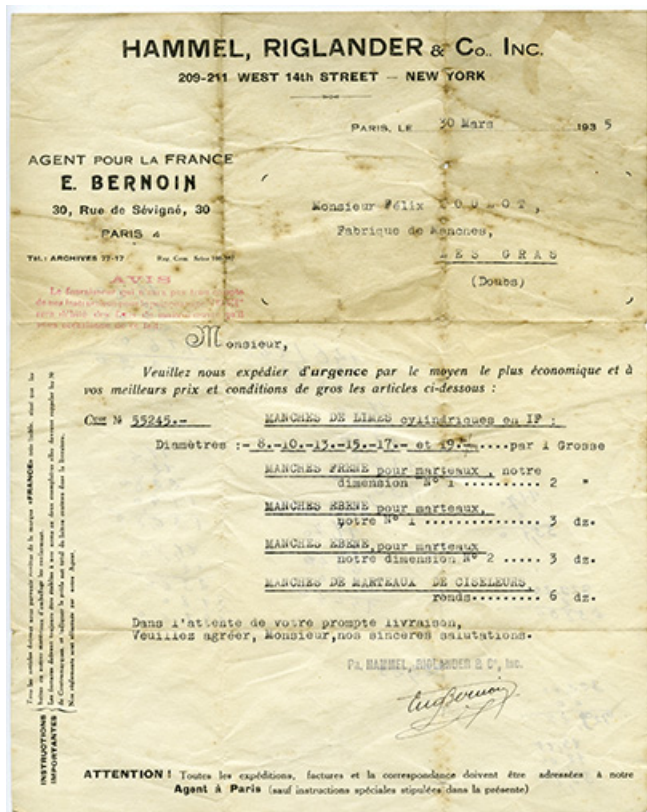 HAMMEL, RIGLANDER & Co., INC.
209-211 WEST 14th STREET — NEW YORK
PARIS, LE 30 Mars 1935
AGENT POUR LA FRANCE
E. BERNOIN
30, Rue de Sévigné, 30
PARIS 4
TÉL.: ARCHIVES 77-17
Monsieur Félix
Fabrique de Manches,
LES GRAS
(Doubs)
AVIS
Monsieur,
Veuillez nous expédier d'urgence par le moyen le plus économique et à
vos meilleurs prix et conditions de gros les articles ci-dessous :
Cde № 55245.- MANCHES DE LIMES cylindriques en IF :
Diamètres :- 8.-10.-13.-15.-17.- et 19.-....par 1 Grosse
MANCHES FRENE pour marteaux, notre
dimension N° 1 ......... 2 "
MANCHES EBENE pour marteaux,
notre N° 1 ............ 3 dz.
MANCHES EBENE, pour marteaux
notre dimension N° 2 ..... 3 dz.
MANCHES DE MARTEAUX DE CISELEURS,
ronds....... 6 dz.
Dans l'attente de votre prompte livraison,
Veuillez agréer, Monsieur, nos sincères salutations.
Pr. HAMMEL, RIGLANDER & C°, Inc.
EugBernoin
INSTRUCTIONS
IMPORTANTES
ATTENTION ! Toutes les expéditions, factures et la correspondance doivent être adressées à notre
Agent à Paris (sauf instructions spéciales stipulées dans la présente)